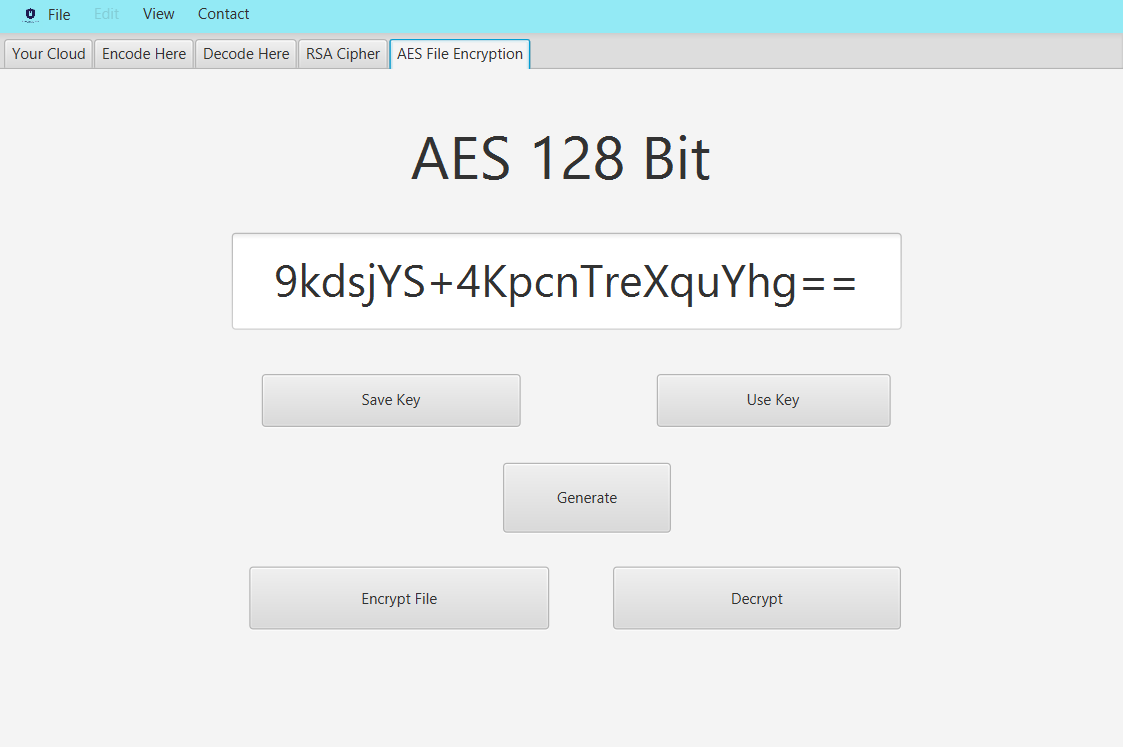 File Edit View Contact
Your Cloud Encode Here Decode Here RSA Cipher AES File Encryption
AES 128 Bit
9kdsjYS+4KpcnTreXquYhg==
Save Key Use Key
Generate
Encrypt File Decrypt